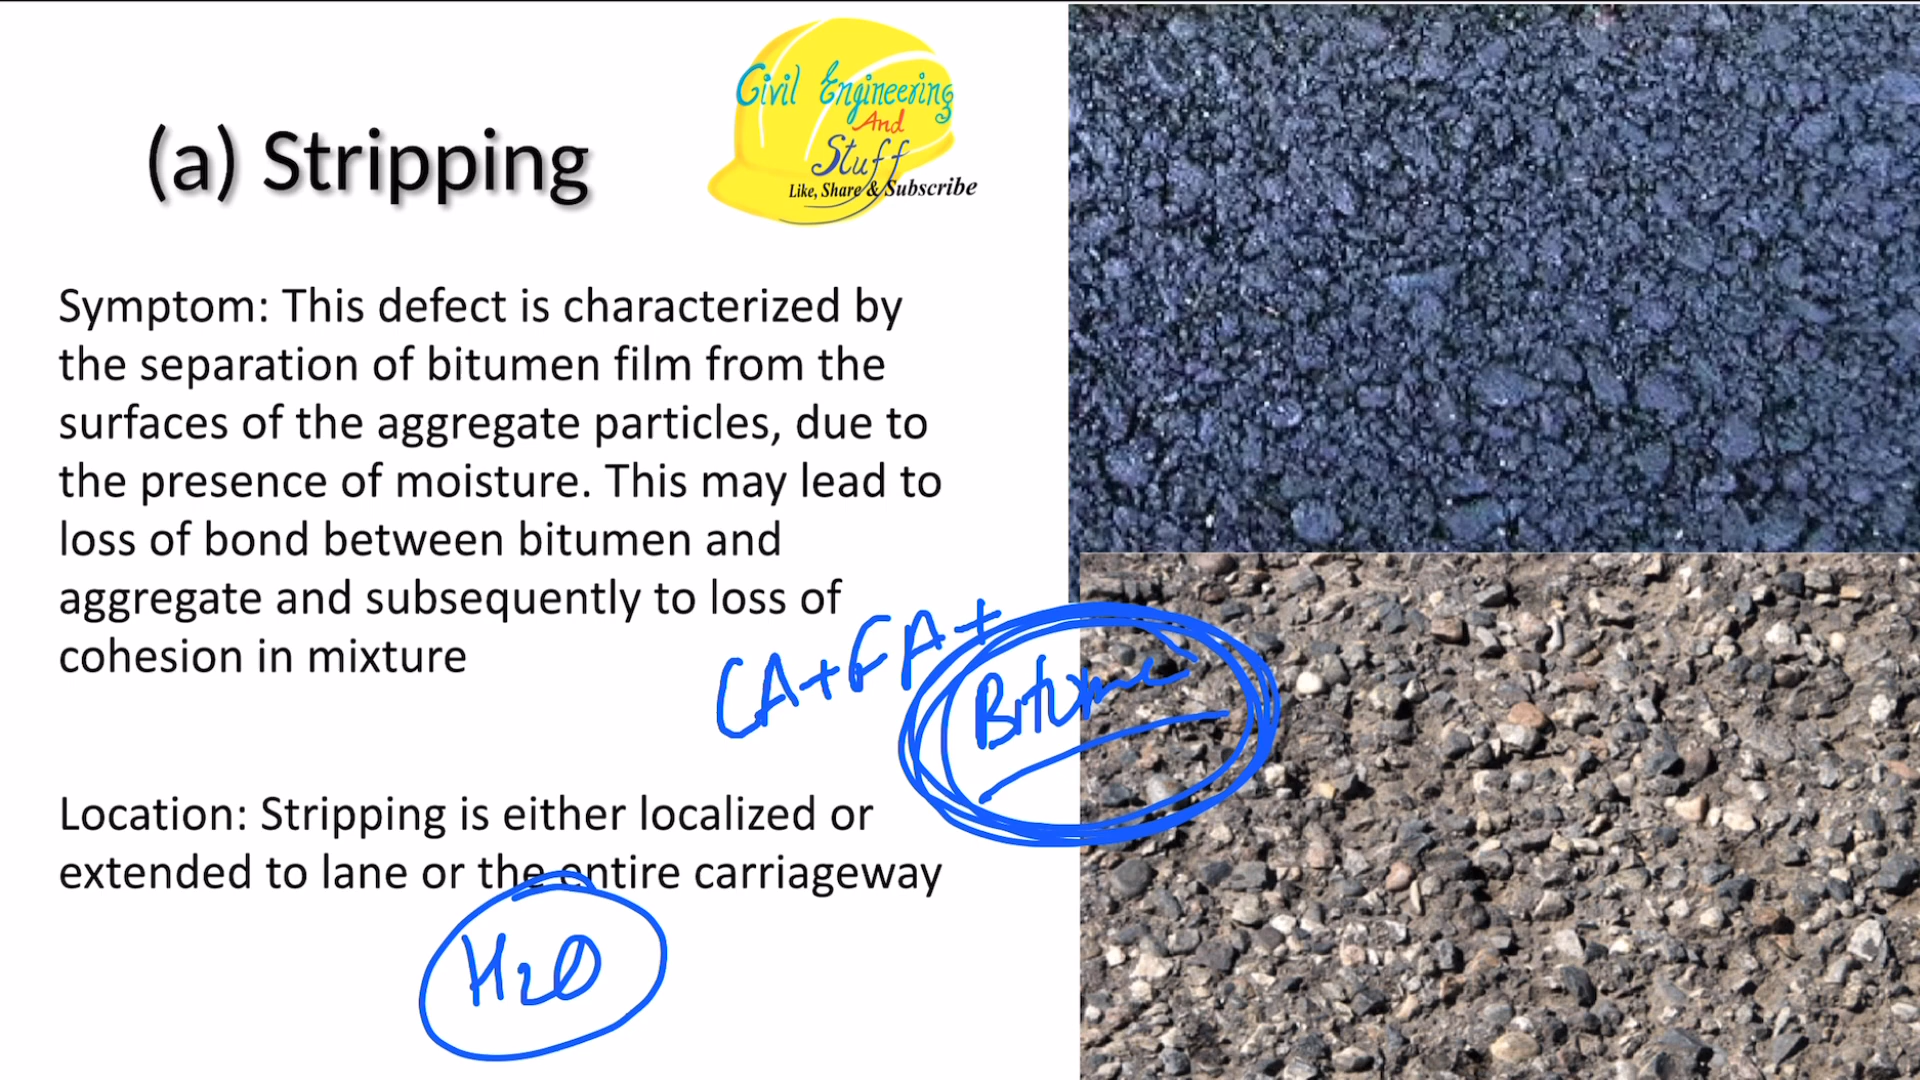 Civil Engineering
And
Stuff
Like, Share & Subscribe
(a) Stripping
Symptom: This defect is characterized by
the separation of bitumen film from the
surfaces of the aggregate particles, due to
the presence of moisture. This may lead to
loss of bond between bitumen and
aggregate and subsequently to loss of
cohesion in mixture
CA+FA+
Location: Stripping is either localized or
extended to lane or the entire carriageway
H2O